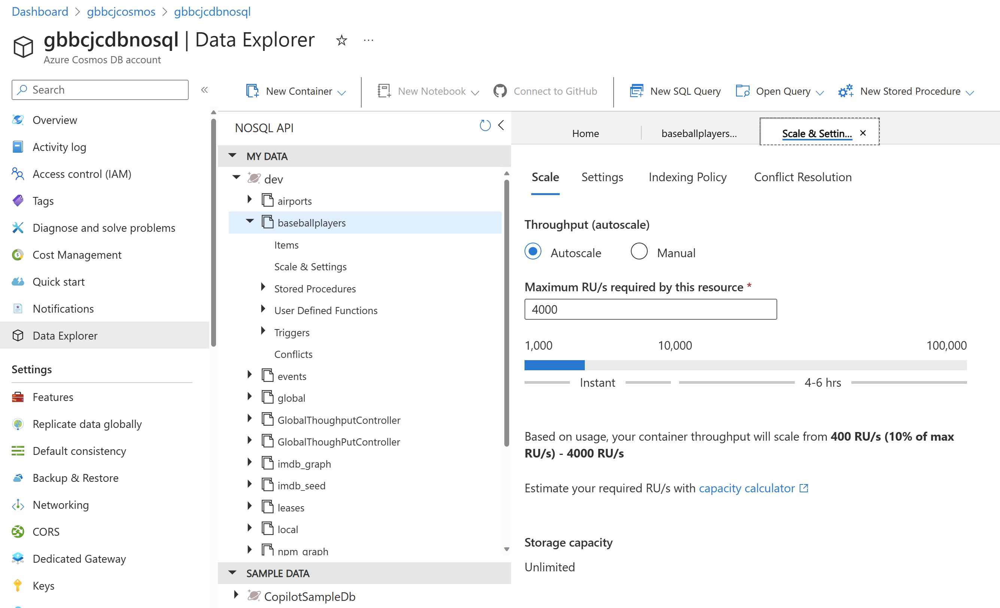 Dashboard > gbbcjcosmos > gbbcjcdbnosql
gbbcjcdbnosql | Data Explorer
Azure Cosmos DB account
Search
Overview
Activity log
Access control (IAM)
Tags
Diagnose and solve problems
Cost Management
Quick start
Notifications
Data Explorer
Settings
Features
Replicate data globally
Default consistency
Backup & Restore
Networking
CORS
Dedicated Gateway
Keys
New Container
New Notebook
Connect to GitHub
New SQL Query
Open Query
New Stored Procedure
NOSQL API
MY DATA
dev
airports
baseballplayers
Items
Scale & Settings
Stored Procedures
User Defined Functions
Triggers
Conflicts
events
global
GlobalThoughputController
GlobalThoughPutController
imdb_graph
imdb_seed
leases
local
npm_graph
SAMPLE DATA
CopilotSampleDb
Home
baseballplayers...
Scale & Settin...
Scale
Settings
Indexing Policy
Conflict Resolution
Throughput (autoscale)
Autoscale
Manual
Maximum RU/s required by this resource *
4000
1,000
10,000
100,000
Instant
4-6 hrs
Based on usage, your container throughput will scale from 400 RU/s (10% of max
RU/s) - 4000 RU/s
Estimate your required RU/s with capacity calculator
Storage capacity
Unlimited